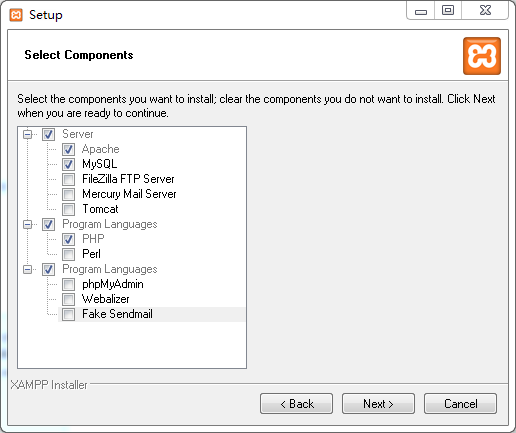 Setup
Select Components
Select the components you want to install; clear the components you do not want to install. Click Next
when you are ready to continue.
Server
Apache
MySQL
FileZilla FTP Server
Mercury Mail Server
Tomcat
Program Languages
PHP
Perl
Program Languages
phpMyAdmin
Webalizer
Fake Sendmail
XAMPP Installer
< Back
Next >
Cancel